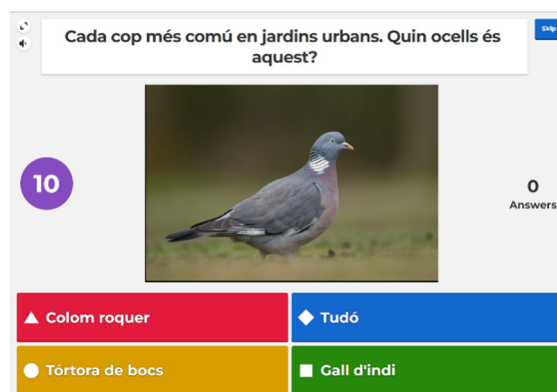 Cada cop més comú en jardins urbans. Quin ocells és
aquest?
Skip
10
0
Answers
Colom roquer
Tudó
Tórtora de bocs
Gall d'indi